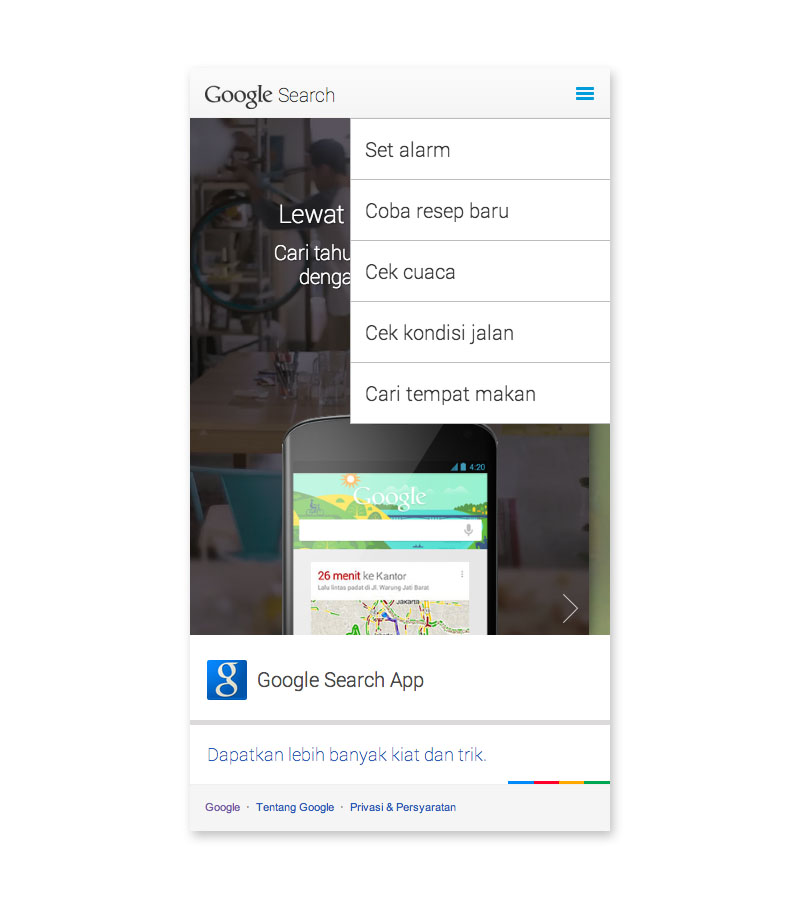 Google Search
Set alarm
Coba resep baru
Cek cuaca
Cek kondisi jalan
Cari tempat makan
Lewat
Cari tahu
denga
4:20
Google
26 menit ke Kantor
Lalu lintas padat di Jl. Warung Jati Barat
Jakarta
g Google Search App
Dapatkan lebih banyak kiat dan trik.
Google · Tentang Google · Privasi & Persyaratan